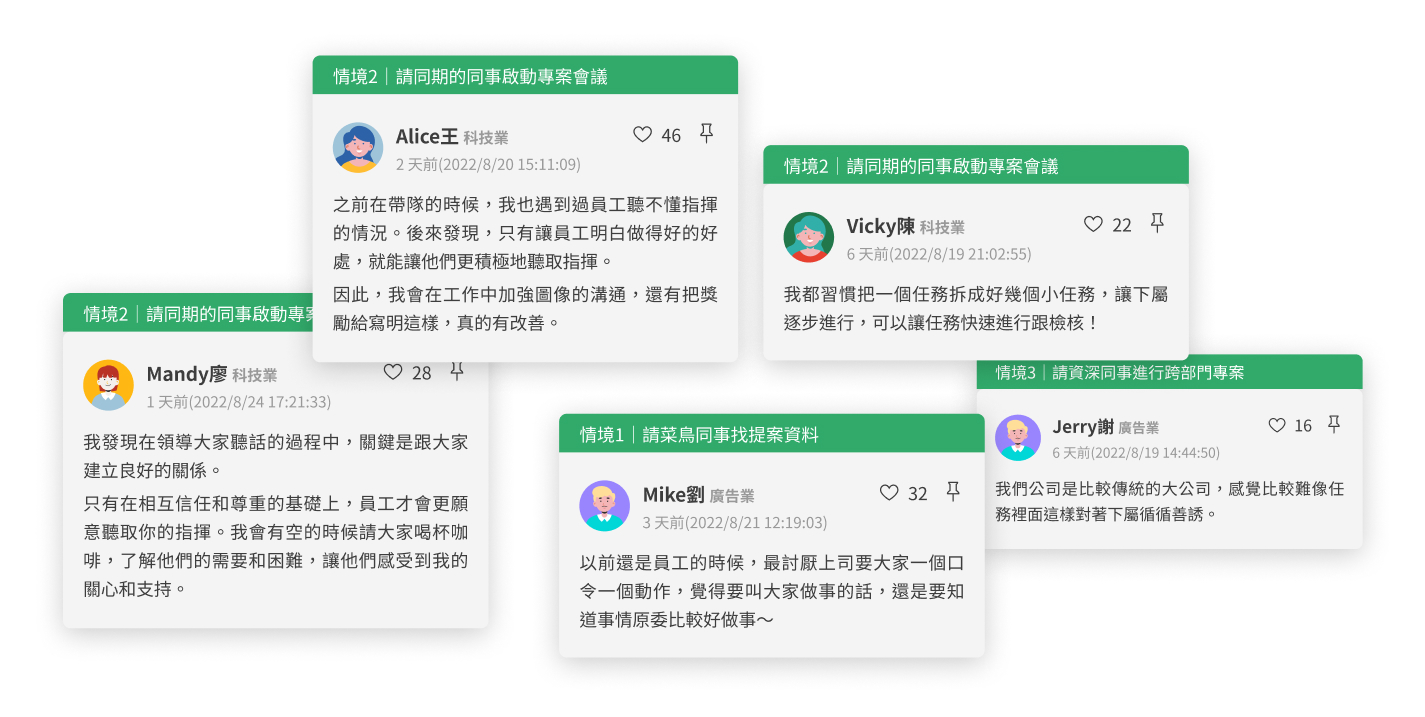 情境2｜請同期的同事啟動專案會議
Alice王 科技業
46
2 天前(2022/8/20 15:11:09)
之前在帶隊的時候，我也遇到過員工聽不懂指揮
的情況。後來發現，只有讓員工明白做得好的好
處，就能讓他們更積極地聽取指揮。
因此，我會在工作中加強圖像的溝通，還有把獎
勵給寫明這樣，真的有改善。
情境2｜請同期的同事啟動專案會議
Vicky陳 科技業
22
6 天前(2022/8/19 21:02:55)
我都習慣把一個任務拆成好幾個小任務，讓下屬
逐步進行，可以讓任務快速進行跟檢核！
情境2｜請同期的同事啟動專
Mandy廖 科技業
28
1 天前(2022/8/24 17:21:33)
我發現在領導大家聽話的過程中，關鍵是跟大家
建立良好的關係。
只有在相互信任和尊重的基礎上，員工才會更願
意聽取你的指揮。我會有空的時候請大家喝杯咖
啡，了解他們的需要和困難，讓他們感受到我的
關心和支持。
情境3｜請資深同事進行跨部門專案
Jerry謝 廣告業
16
6 天前(2022/8/19 14:44:50)
我們公司是比較傳統的大公司，感覺比較難像任
務裡面這樣對著下屬循循善誘。
情境1｜請菜鳥同事找提案資料
Mike劉 廣告業
32
3 天前(2022/8/21 12:19:03)
以前還是員工的時候，最討厭上司要大家一個口
令一個動作，覺得要叫大家做事的話，還是要知
道事情原委比較好做事～